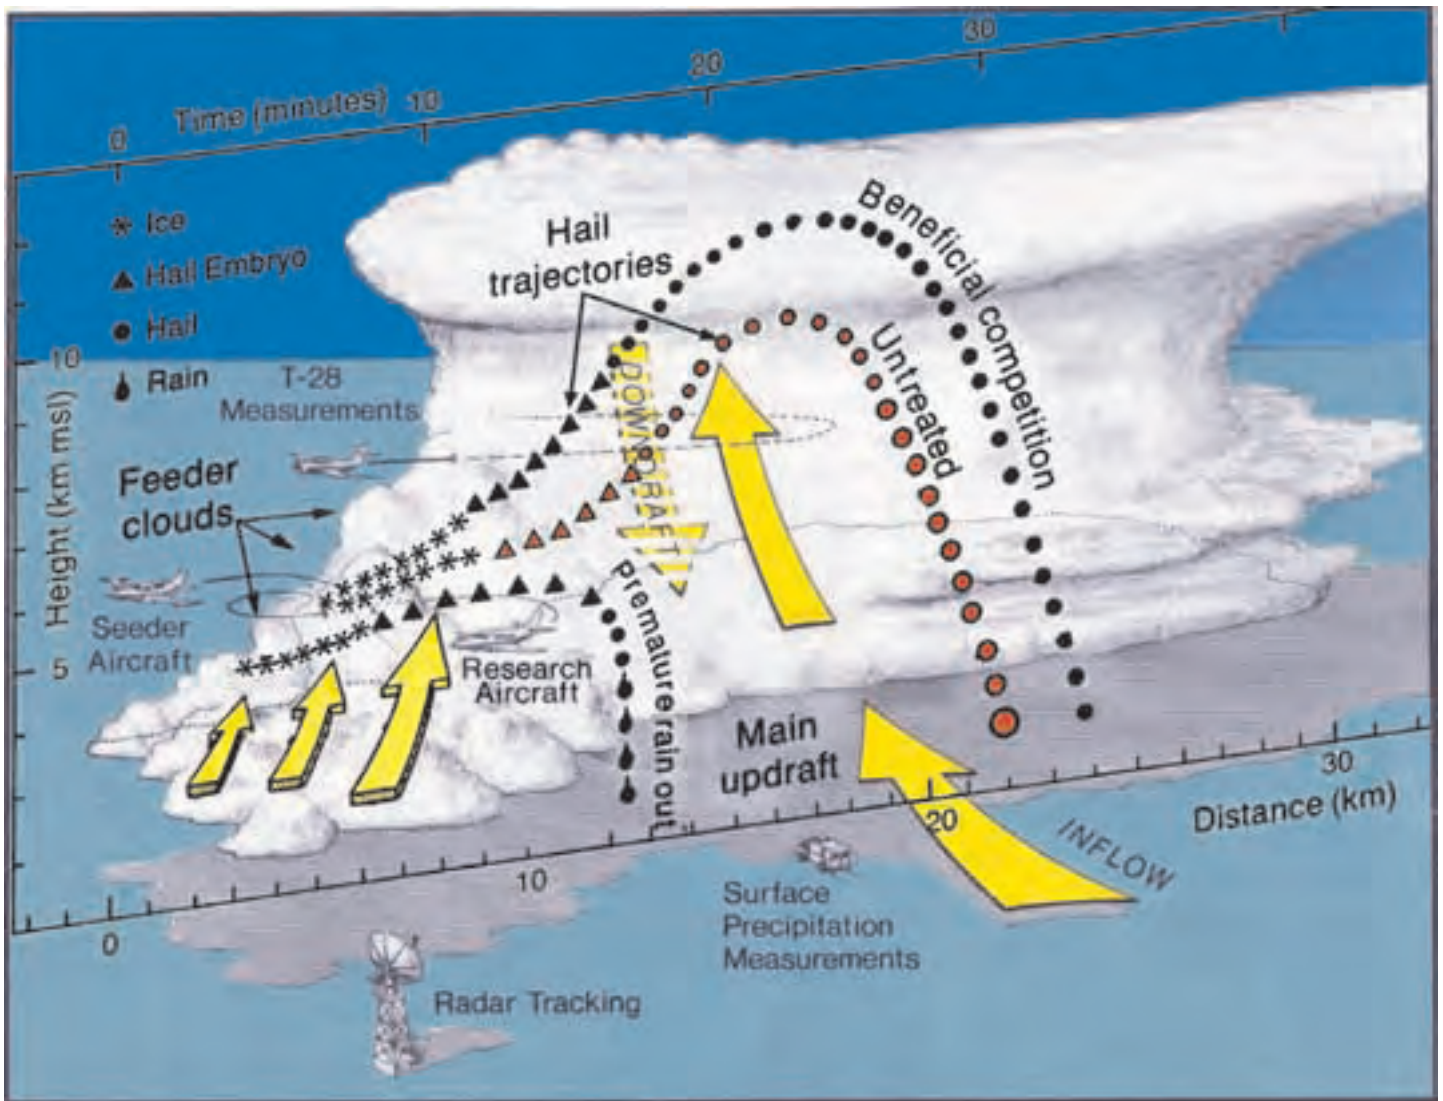 0
Time (minutes)
10
20
30
Ice
Hail Embryo
Hail
Rain
10
5
Height (km msl)
T-28
Measurements
Feeder
clouds
Seeder
Aircraft
Hail
trajectories
DOWNDRAFT
Beneficial competition
Untreated
Premature rain out
Research
Aircraft
Main
updraft
INFLOW
0
10
20
30
Distance (km)
Surface
Precipitation
Measurements
Radar Tracking